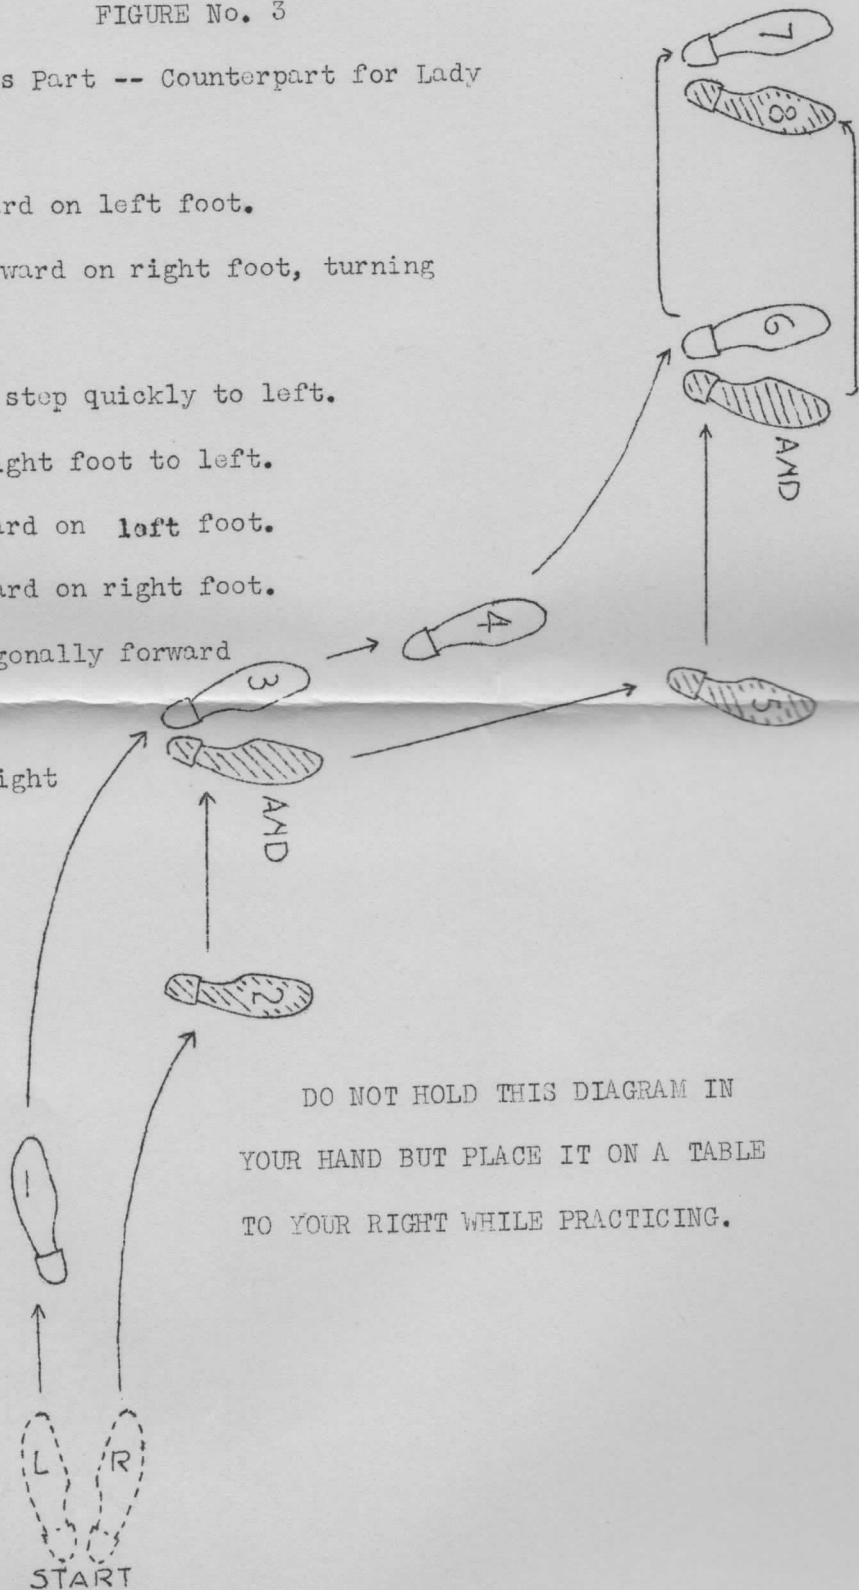 FIGURE No. 3
s Part -- Counterpart for Lady
rd on left foot.
ward on right foot, turning
step quickly to left.
ight foot to left.
ard on left foot.
ard on right foot.
gonally forward
ight
7
8
6
AND
4
5
3
AND
2
DO NOT HOLD THIS DIAGRAM IN
YOUR HAND BUT PLACE IT ON A TABLE
TO YOUR RIGHT WHILE PRACTICING.
1
L R
START